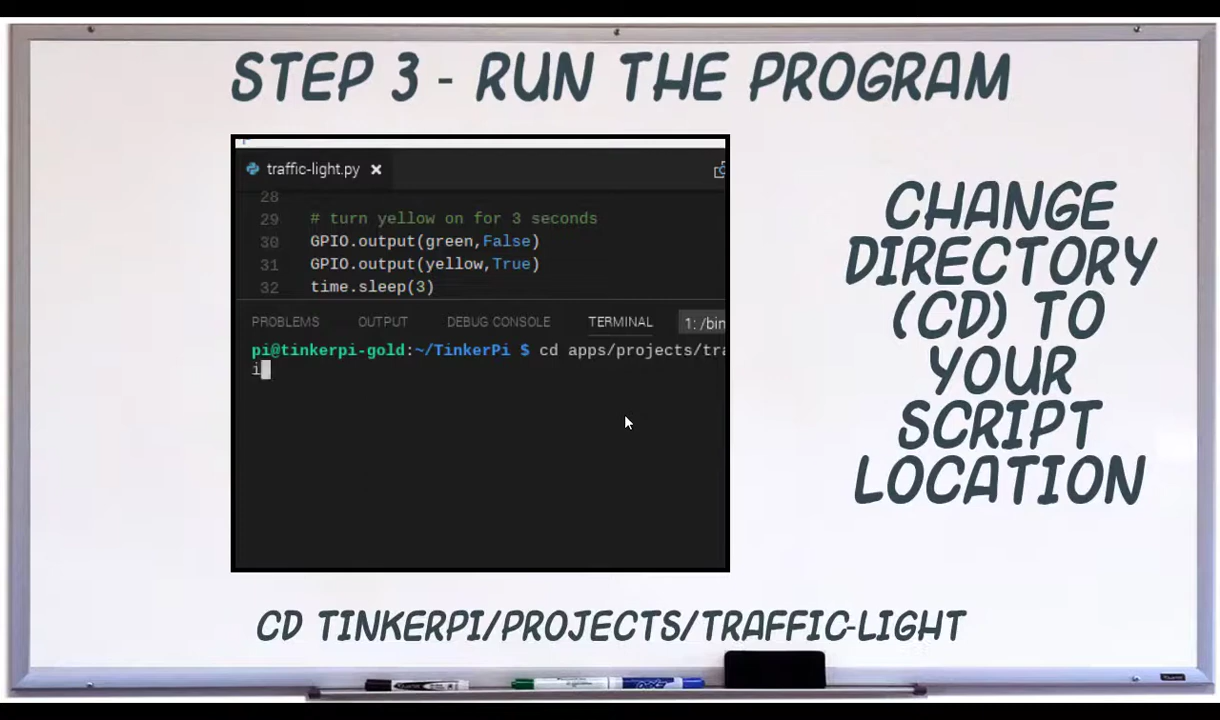 STEP 3 - RUN THE PROGRAM
traffic-light.py
28
29 # turn yellow on for 3 seconds
30 GPIO.output(green,False)
31 GPIO.output(yellow,True)
32 time.sleep(3)
PROBLEMS OUTPUT DEBUG CONSOLE TERMINAL 1: /bin
pi@tinkerpi-gold:~/TinkerPi $ cd apps/projects/tra
i
CHANGE
DIRECTORY
(CD) TO
YOUR
SCRIPT
LOCATION
CD TINKERPI/PROJECTS/TRAFFIC-LIGHT